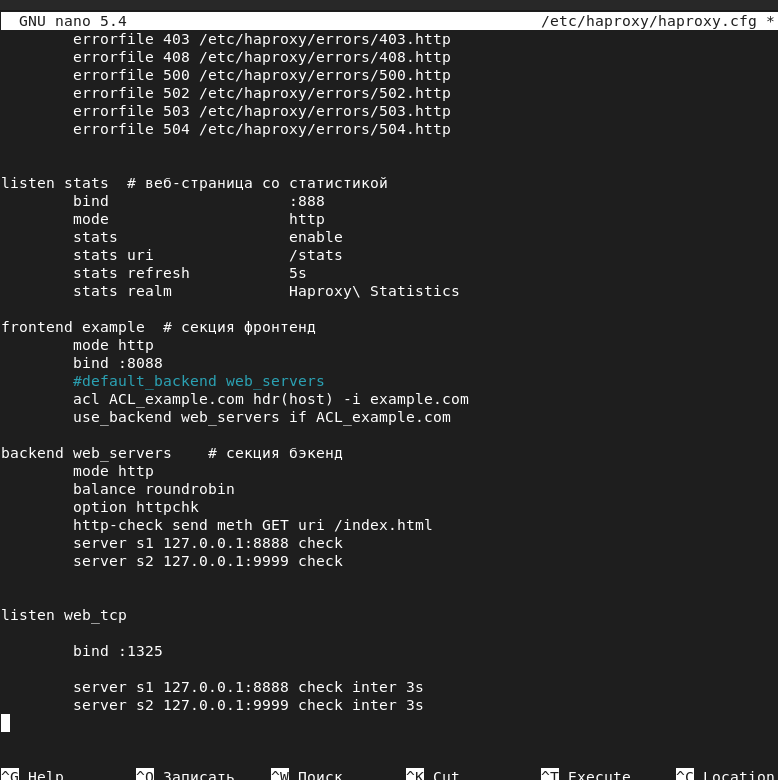 GNU nano 5.4 /etc/haproxy/haproxy.cfg *
errorfile 403 /etc/haproxy/errors/403.http
errorfile 408 /etc/haproxy/errors/408.http
errorfile 500 /etc/haproxy/errors/500.http
errorfile 502 /etc/haproxy/errors/502.http
errorfile 503 /etc/haproxy/errors/503.http
errorfile 504 /etc/haproxy/errors/504.http
listen stats # веб-страница со статистикой
bind :888
mode http
stats enable
stats uri /stats
stats refresh 5s
stats realm Haproxy\ Statistics
frontend example # секция фронтенд
mode http
bind :8088
#default_backend web_servers
acl ACL_example.com hdr(host) -i example.com
use_backend web_servers if ACL_example.com
backend web_servers # секция бэкенд
mode http
balance roundrobin
option httpchk
http-check send meth GET uri /index.html
server s1 127.0.0.1:8888 check
server s2 127.0.0.1:9999 check
listen web_tcp
bind :1325
server s1 127.0.0.1:8888 check inter 3s
server s2 127.0.0.1:9999 check inter 3s
^G Help ^O Записать ^W Поиск ^K Cut ^T Execute ^C Location